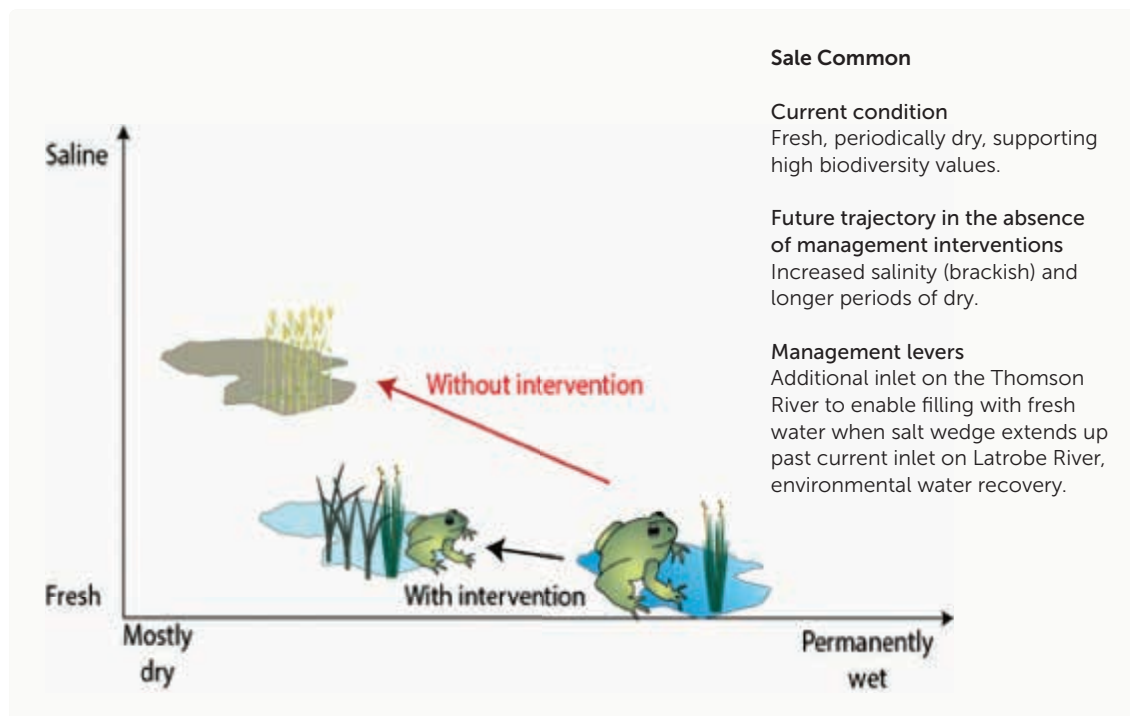 Sale Common
Current condition
Fresh, periodically dry, supporting
high biodiversity values.
Future trajectory in the absence
of management interventions
Increased salinity (brackish) and
longer periods of dry.
Management levers
Additional inlet on the Thomson
River to enable filling with fresh
water when salt wedge extends up
past current inlet on Latrobe River,
environmental water recovery.
Saline
Without intervention
With intervention
Fresh
Mostly
dry
Permanently
wet